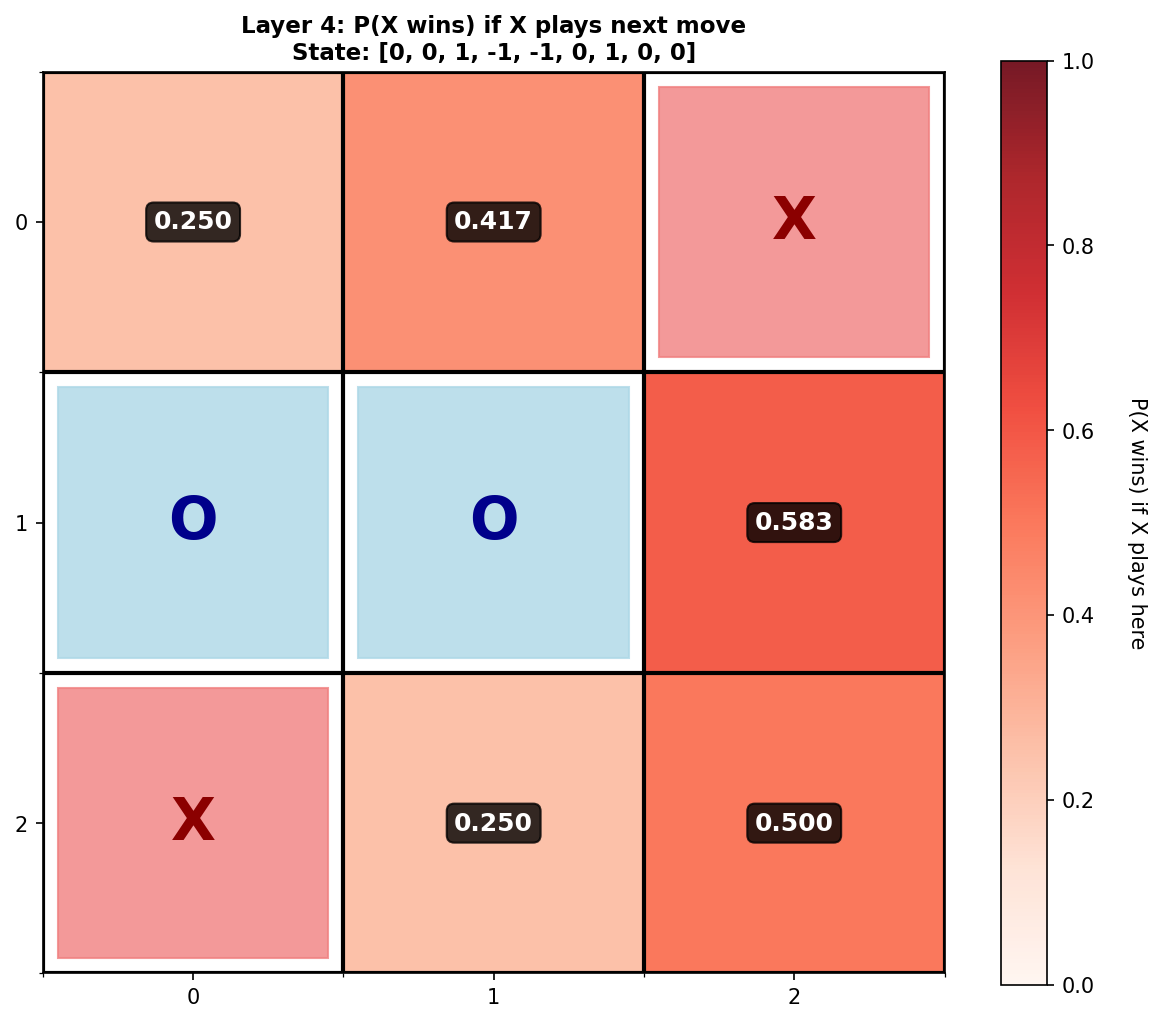 Layer 4: P(X wins) if X plays next move
State: [0, 0, 1, -1, -1, 0, 1, 0, 0]
0
0.250
0.417
X
1
O
O
0.583
2
X
0.250
0.500
0
1
2
1.0
0.8
0.6
0.4
0.2
0.0
P(X wins) if X plays here